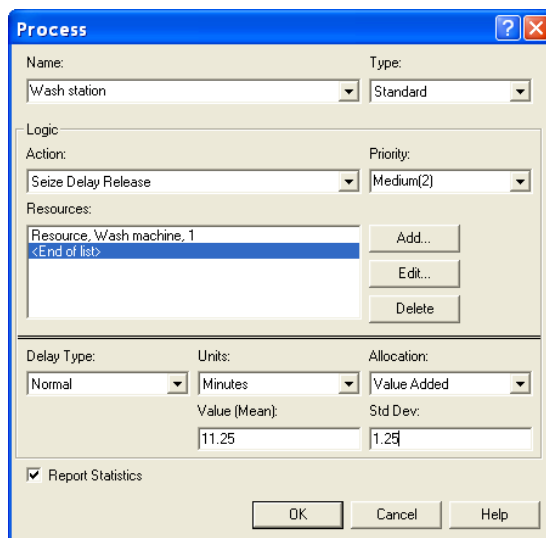 Process
Name: Type:
Wash station Standard
Logic
Action: Priority:
Seize Delay Release Medium(2)
Resources:
Resource, Wash machine, 1
<End of list>
Add...
Edit...
Delete
Delay Type: Units: Allocation:
Normal Minutes Value Added
Value (Mean): Std Dev:
11.25 1.25
Report Statistics
OK Cancel Help